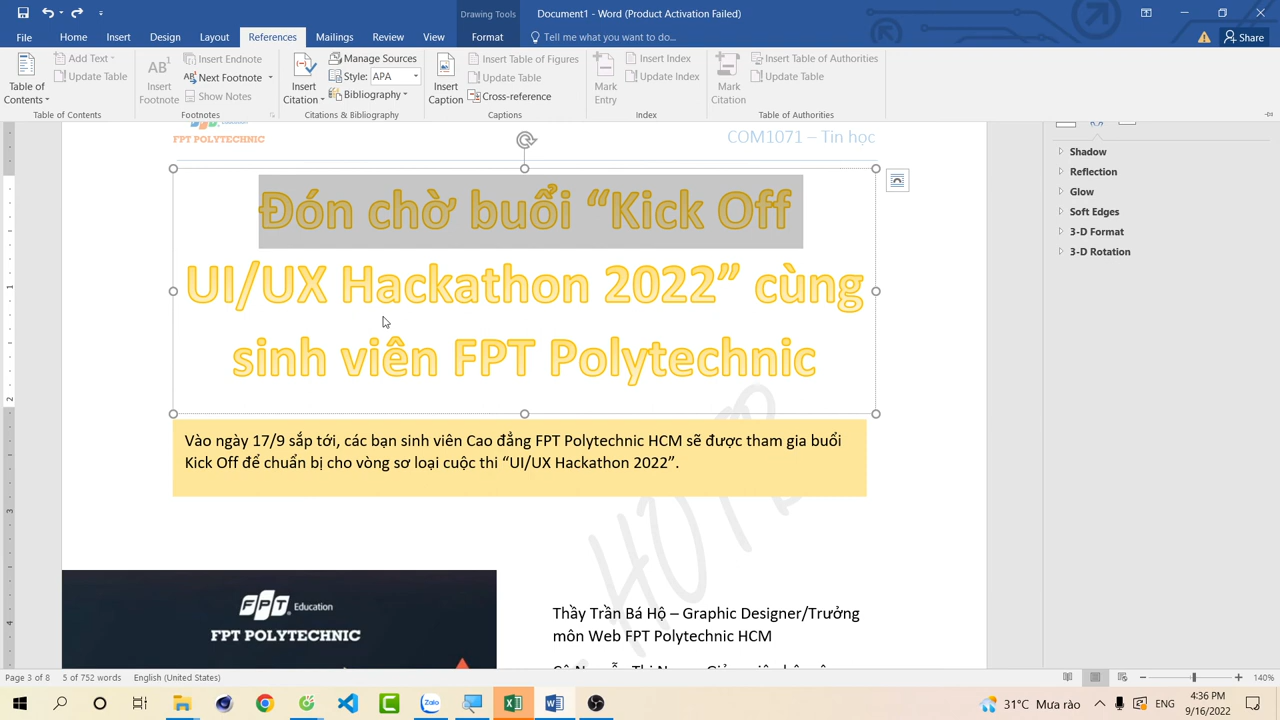 Drawing Tools
Document1 - Word (Product Activation Failed)
File Home Insert Design Layout References Mailings Review View Format Tell me what you want to do... Share
Table of Contents
Add Text
Update Table
Table of Contents
AB1
Insert Footnote
Insert Endnote
Next Footnote
Show Notes
Footnotes
Insert Citation
Manage Sources
Style: APA
Bibliography
Citations & Bibliography
Insert Caption
Insert Table of Figures
Update Table
Cross-reference
Captions
Mark Entry
Insert Index
Update Index
Index
Mark Citation
Insert Table of Authorities
Update Table
Table of Authorities
FPT POLYTECHNIC
COM1071 – Tin học
Đón chờ buổi “Kick Off
UI/UX Hackathon 2022” cùng
sinh viên FPT Polytechnic
Vào ngày 17/9 sắp tới, các bạn sinh viên Cao đẳng FPT Polytechnic HCM sẽ được tham gia buổi
Kick Off để chuẩn bị cho vòng sơ loại cuộc thi “UI/UX Hackathon 2022”.
FPT Education
FPT POLYTECHNIC
Thầy Trần Bá Hộ – Graphic Designer/Trưởng
môn Web FPT Polytechnic HCM
Shadow
Reflection
Glow
Soft Edges
3-D Format
3-D Rotation
1
2
3
4
Page 3 of 8 5 of 752 words English (United States)
140%
Zalo
31°C Mưa rào
ENG
4:36 PM
9/16/2022